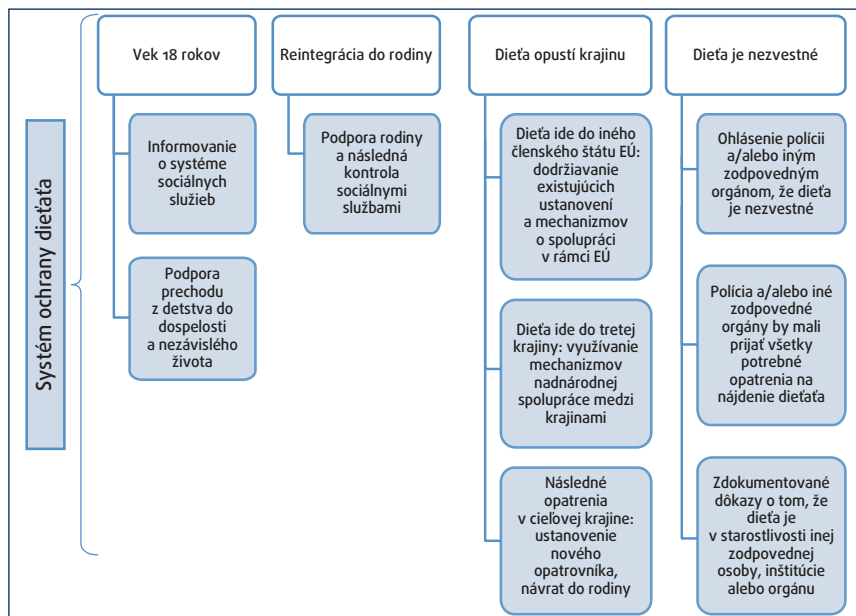 Systém ochrany dieťaťa
Vek 18 rokov
Informovanie
o systéme
sociálnych
služieb
Podpora
prechodu
z detstva do
dospelosti
a nezávislého
života
Reintegrácia do rodiny
Podpora rodiny
a následná
kontrola
sociálnymi
službami
Dieťa opustí krajinu
Dieťa ide do iného
členského štátu EÚ:
dodržiavanie
existujúcich
ustanovení
a mechanizmov
o spolupráci
v rámci EÚ
Dieťa ide do tretej
krajiny: využívanie
mechanizmov
nadnárodnej
spolupráce medzi
krajinami
Následné
opatrenia
v cieľovej krajine:
ustanovenie
nového
opatrovníka,
návrat do rodiny
Dieťa je nezvestné
Ohlásenie polícii
a/alebo iným
zodpovedným
orgánom, že dieťa
je nezvestné
Polícia a/alebo iné
zodpovedné
orgány by mali
prijať všetky
potrebné
opatrenia na
nájdenie dieťaťa
Zdokumentované
dôkazy o tom, že
dieťa je
v starostlivosti inej
zodpovednej
osoby, inštitúcie
alebo orgánu